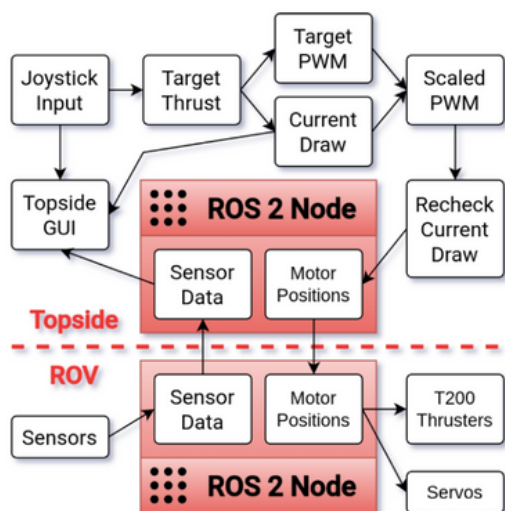 Target
PWM
Joystick
Input
Target
Thrust
Scaled
PWM
Current
Draw
Topside
GUI
ROS 2 Node
Recheck
Current
Draw
Sensor
Data
Motor
Positions
Topside
ROV
Sensor
Data
Motor
Positions
T200
Thrusters
Sensors
ROS 2 Node
Servos